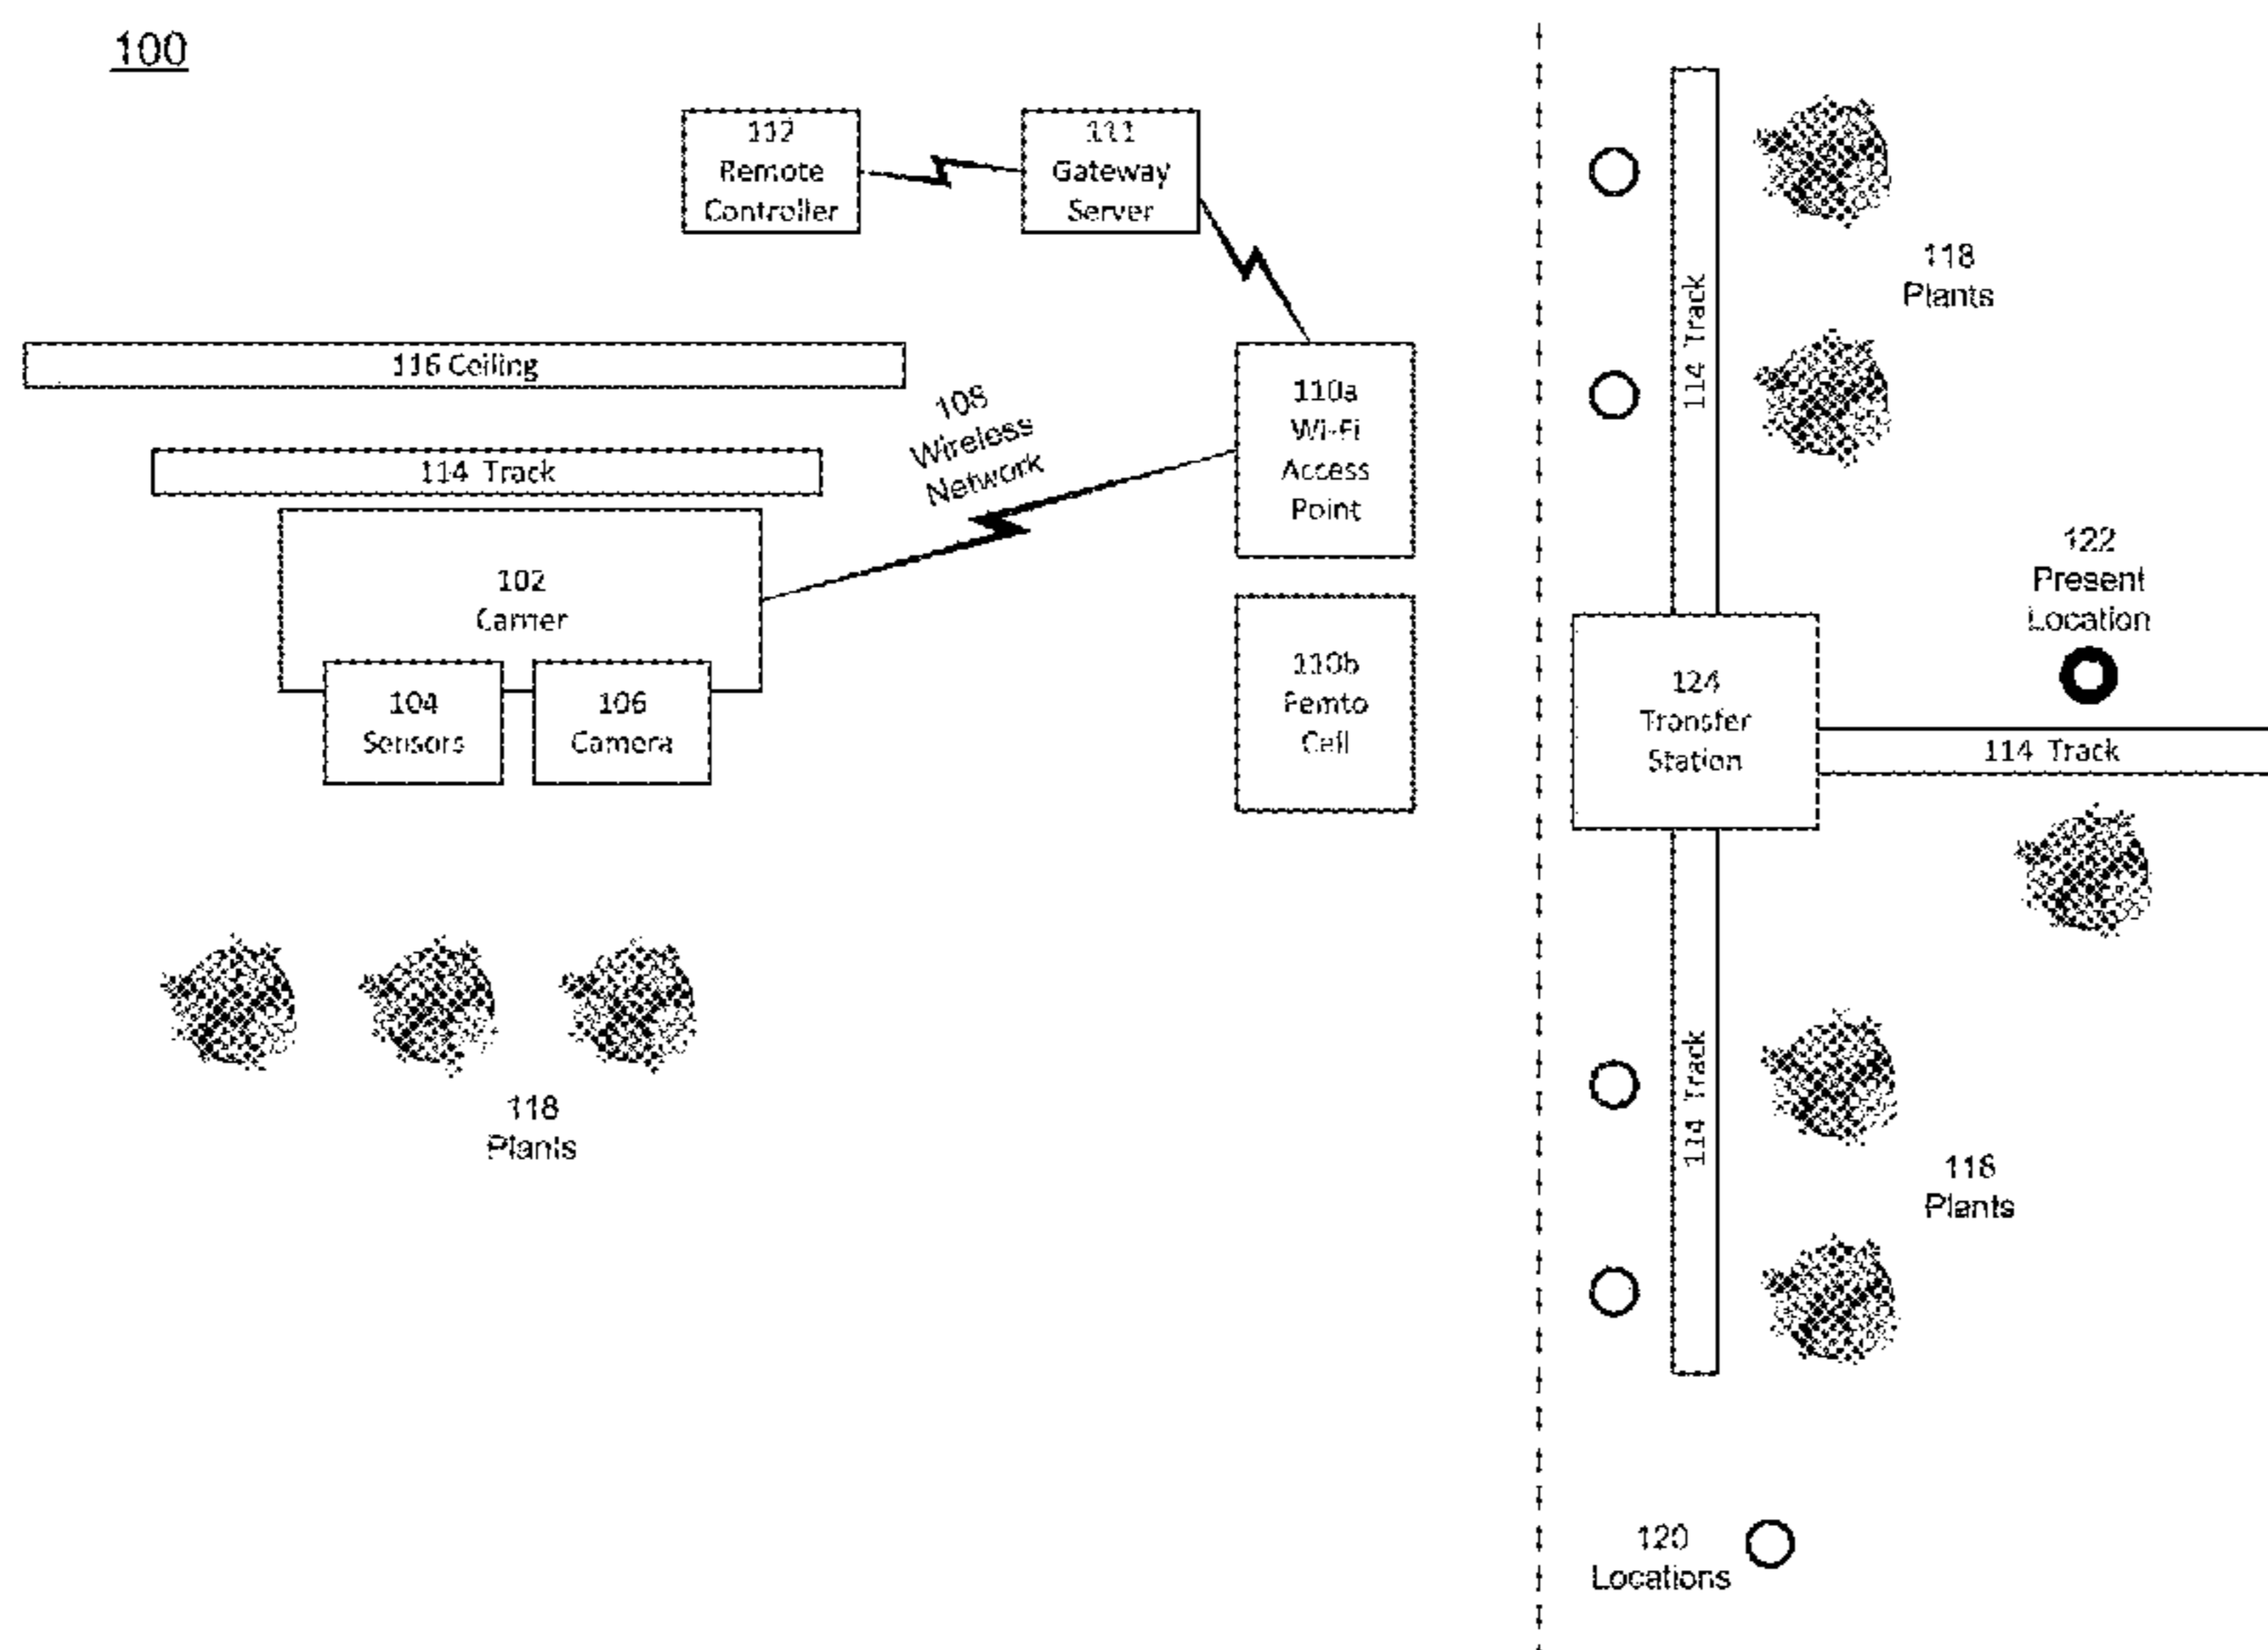 100
112
Remote
Controller
111
Gateway
Server
116 Ceiling
114 Track
108
Wireless
Network
110a
Wi-Fi
Access
Point
102
Carrier
104
Sensors
106
Camera
110b
Femto
Cell
118
Plants
114 Track
118
Plants
122
Present
Location
124
Transfer
Station
114 Track
114 Track
118
Plants
120
Locations